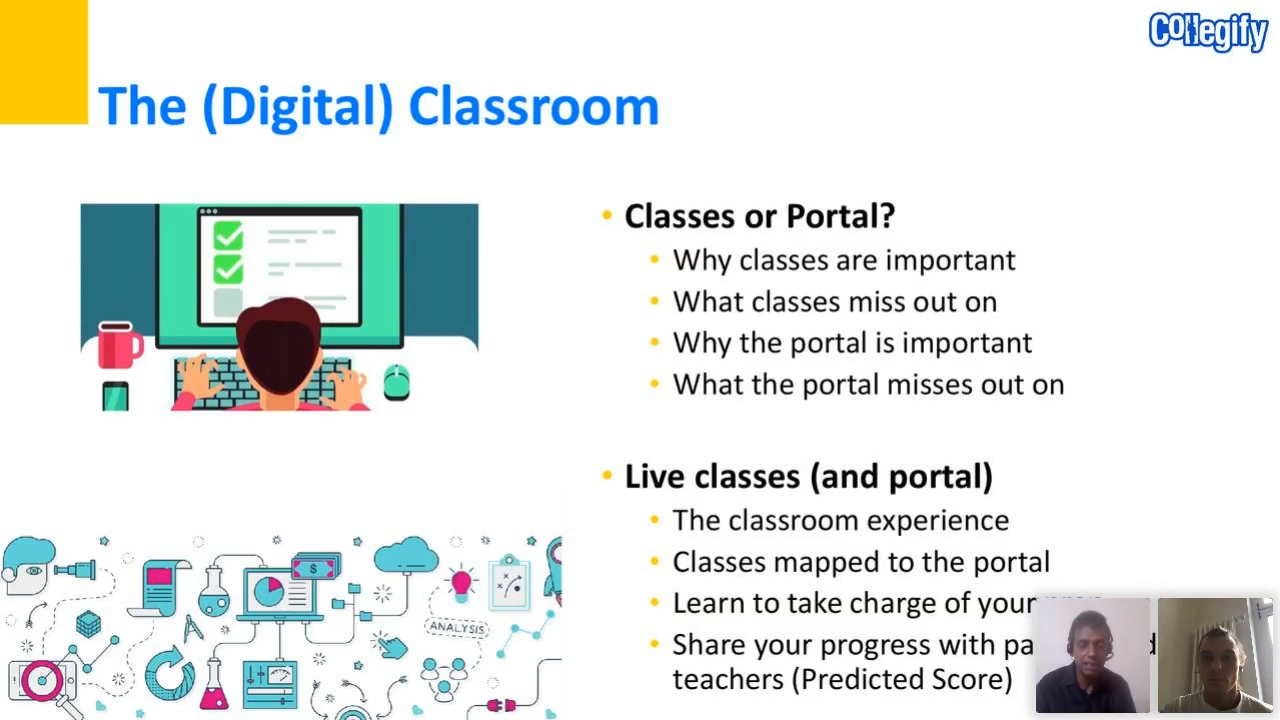 Collegify
The (Digital) Classroom
• Classes or Portal?
• Why classes are important
• What classes miss out on
• Why the portal is important
• What the portal misses out on
• Live classes (and portal)
• The classroom experience
• Classes mapped to the portal
• Learn to take charge of your
• Share your progress with
teachers (Predicted Score)
$
ANALYSIS